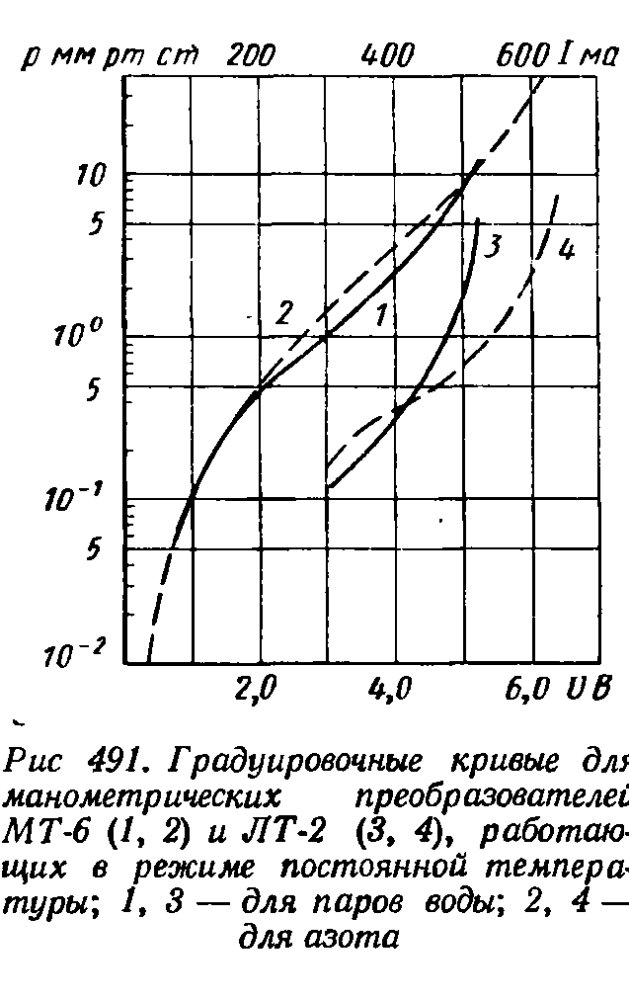 р мм рт ст 200 400 600 I ма
10
5
2 1 3 4
10⁰
5
10⁻¹
5
10⁻²
2,0 4,0 6,0 U В
Рис 491. Градуировочные кривые для
манометрических преобразователей
МТ-6 (1, 2) и ЛТ-2 (3, 4), работаю-
щих в режиме постоянной темпера-
туры; 1, 3 — для паров воды; 2, 4 —
для азота